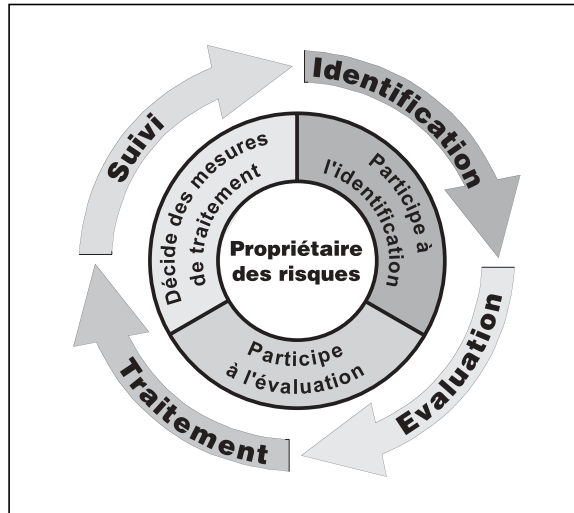 Identification
Evaluation
Traitement
Suivi
Participe à
l'identification
Participe
à l'évaluation
Décide des mesures
de traitement
Propriétaire
des risques